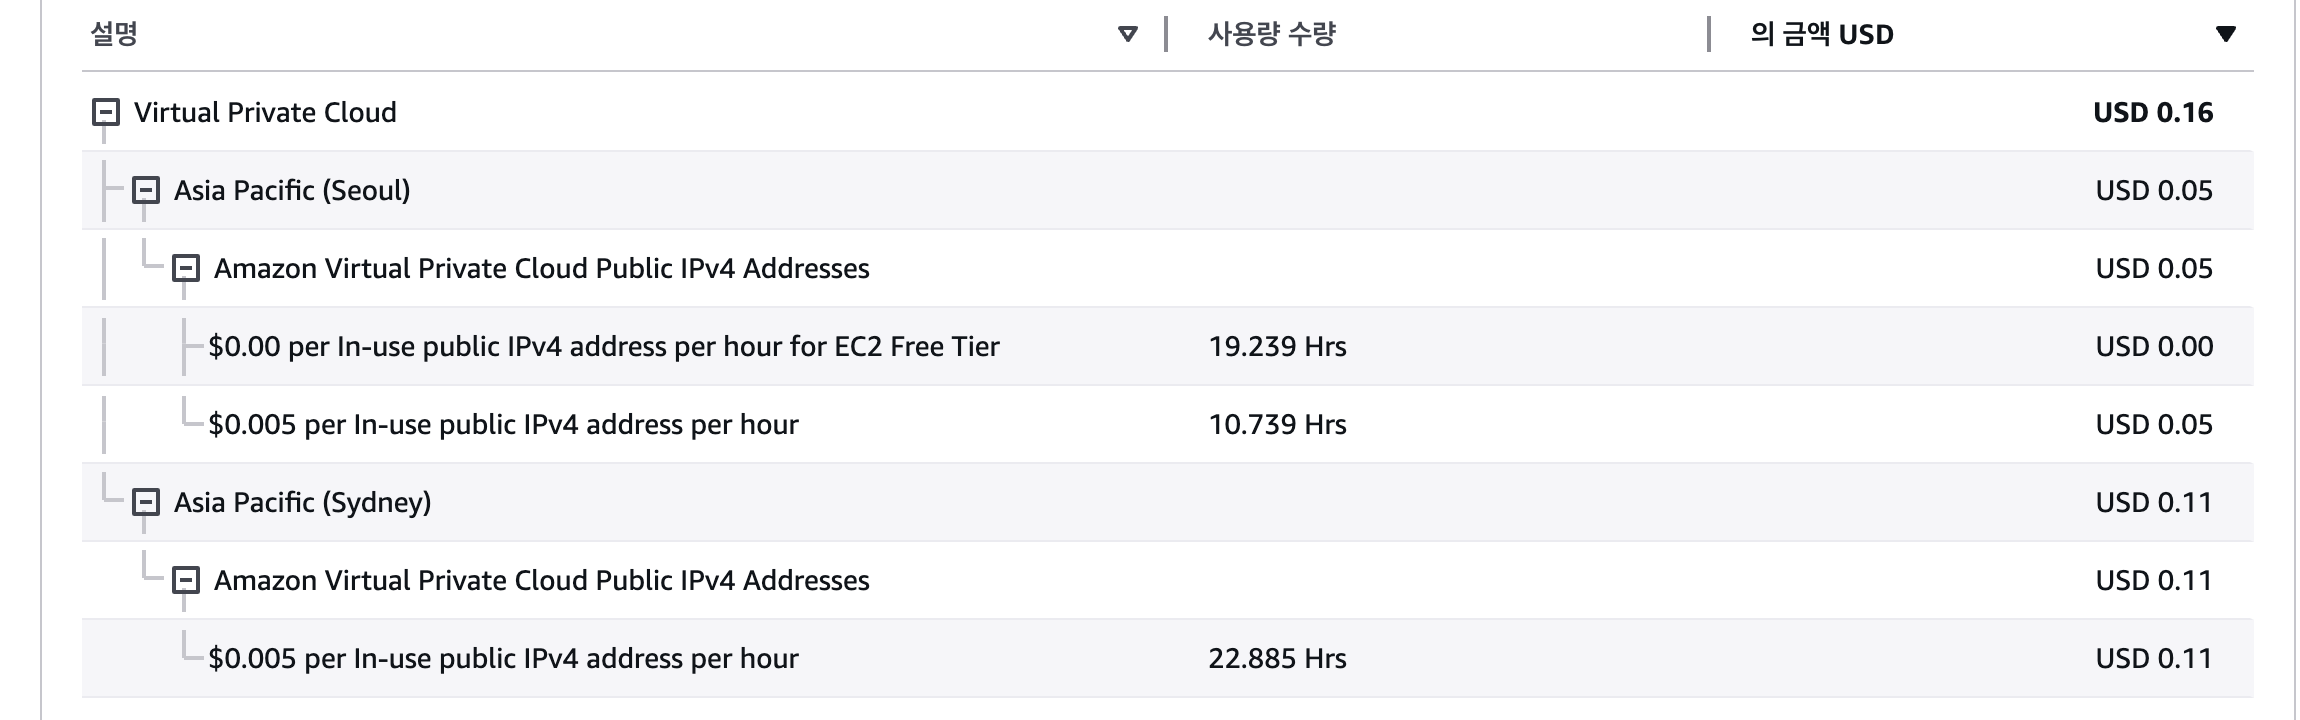 설명 사용량 수량 의 금액 USD
Virtual Private Cloud USD 0.16
Asia Pacific (Seoul) USD 0.05
Amazon Virtual Private Cloud Public IPv4 Addresses USD 0.05
$0.00 per In-use public IPv4 address per hour for EC2 Free Tier 19.239 Hrs USD 0.00
$0.005 per In-use public IPv4 address per hour 10.739 Hrs USD 0.05
Asia Pacific (Sydney) USD 0.11
Amazon Virtual Private Cloud Public IPv4 Addresses USD 0.11
$0.005 per In-use public IPv4 address per hour 22.885 Hrs USD 0.11